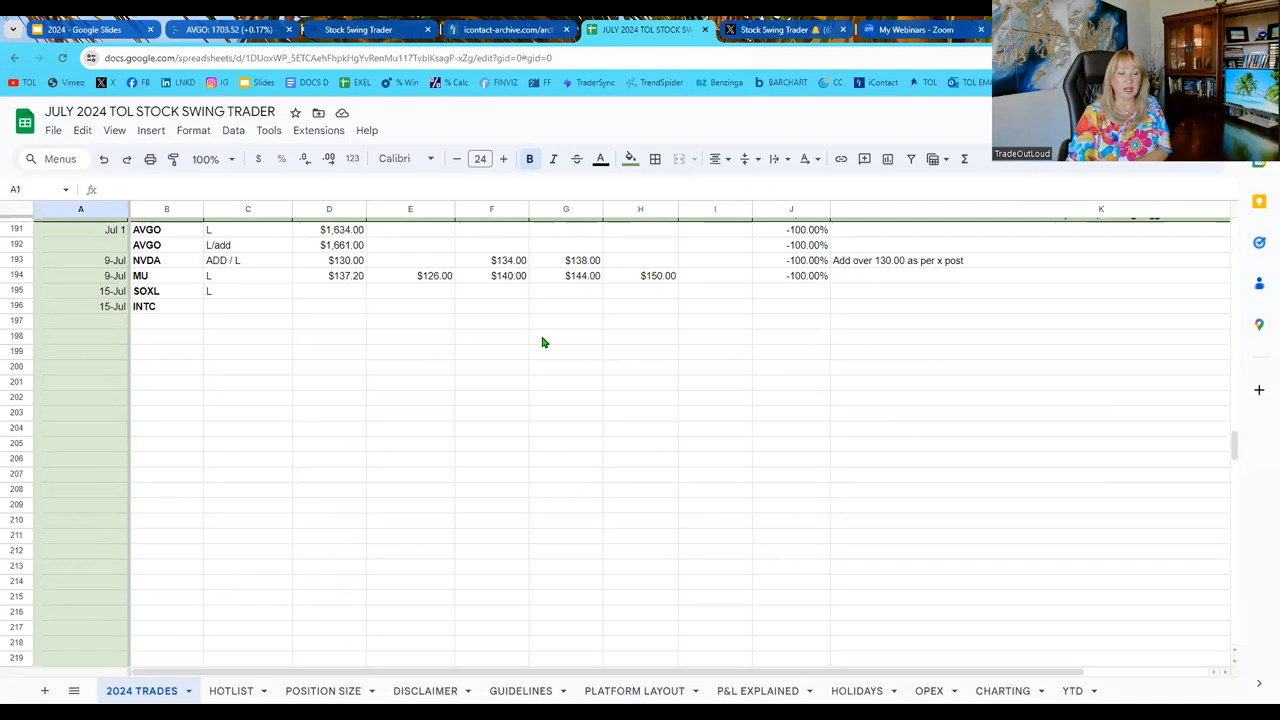 2024 - Google Slides
AVGO: 1703.52 (+0.17%)
Stock Swing Trader
icontact-archive.com/arch
JULY 2024 TOL STOCK SW
Stock Swing Trader
My Webinars - Zoom
docs.google.com/spreadsheets/d/1DUoxWP_5ETCAehFhpkHgYvRenMu117TvblKsagP-xZg/edit?gid=0#gid=0
TOL Vimeo X FB LNKD IG Slides DOCS D EXEL % Win % Calc FINVIZ FF TraderSync TrendSpider BZ Benzinga BARCHART CC iContact TOL TOL EMA
JULY 2024 TOL STOCK SWING TRADER
File Edit View Insert Format Data Tools Extensions Help
Menus 100% $ % .0 .00 123 Calibri 24 B I A
TradeOutLoud
A1 fx
A B C D E F G H I J K
191 Jul 1 AVGO L $1,634.00 -100.00%
192 AVGO L/add $1,661.00 -100.00%
193 9-Jul NVDA ADD / L $130.00 $134.00 $138.00 -100.00% Add over 130.00 as per x post
194 9-Jul MU L $137.20 $126.00 $140.00 $144.00 $150.00 -100.00%
195 15-Jul SOXL L
196 15-Jul INTC
197
198
199
200
201
202
203
204
205
206
207
208
209
210
211
212
213
214
215
216
217
218
219
2024 TRADES HOTLIST POSITION SIZE DISCLAIMER GUIDELINES PLATFORM LAYOUT P&L EXPLAINED HOLIDAYS OPEX CHARTING YTD